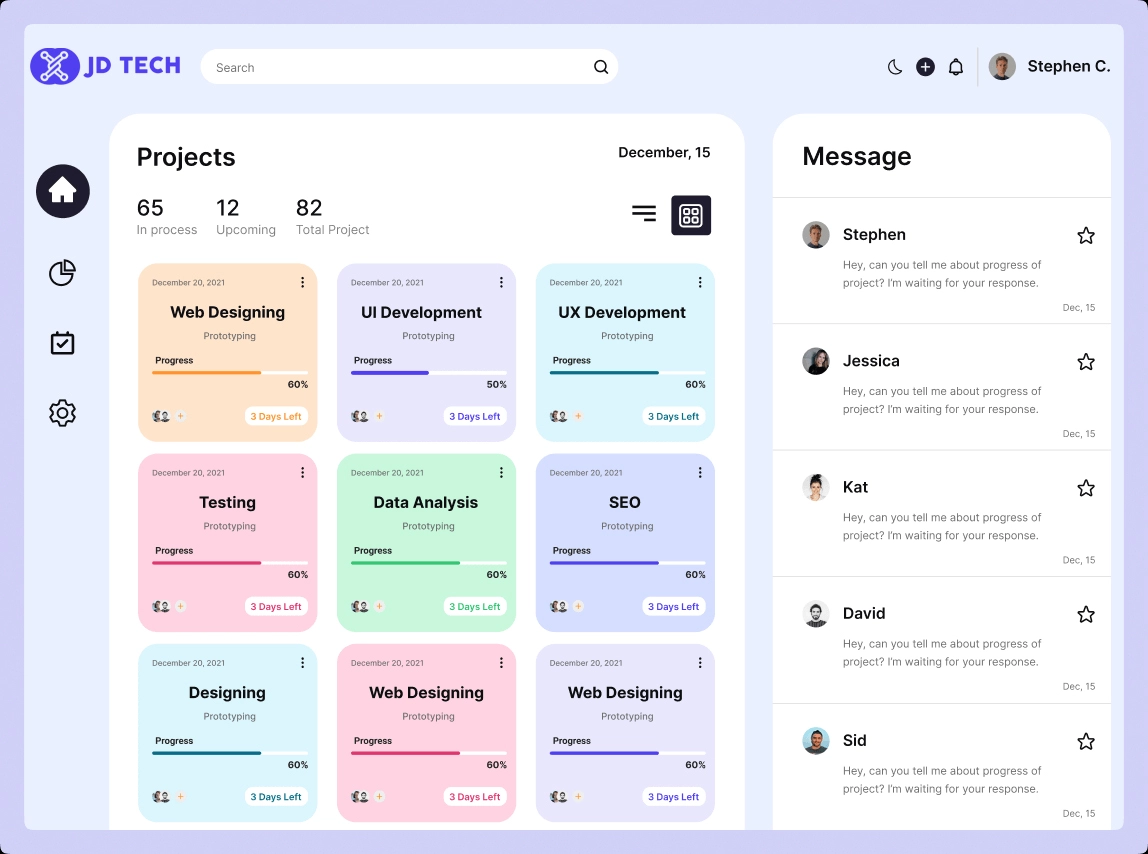 JD TECH
Search
Stephen C.
Projects
December, 15
65
In process
12
Upcoming
82
Total Project
December 20, 2021
Web Designing
Prototyping
Progress
60%
3 Days Left
December 20, 2021
UI Development
Prototyping
Progress
50%
3 Days Left
December 20, 2021
UX Development
Prototyping
Progress
60%
3 Days Left
December 20, 2021
Testing
Prototyping
Progress
60%
3 Days Left
December 20, 2021
Data Analysis
Prototyping
Progress
60%
3 Days Left
December 20, 2021
SEO
Prototyping
Progress
60%
3 Days Left
December 20, 2021
Designing
Prototyping
Progress
60%
3 Days Left
December 20, 2021
Web Designing
Prototyping
Progress
60%
3 Days Left
December 20, 2021
Web Designing
Prototyping
Progress
60%
3 Days Left
Message
Stephen
Hey, can you tell me about progress of
project? I'm waiting for your response.
Dec, 15
Jessica
Hey, can you tell me about progress of
project? I'm waiting for your response.
Dec, 15
Kat
Hey, can you tell me about progress of
project? I'm waiting for your response.
Dec, 15
David
Hey, can you tell me about progress of
project? I'm waiting for your response.
Dec, 15
Sid
Hey, can you tell me about progress of
project? I'm waiting for your response.
Dec, 15